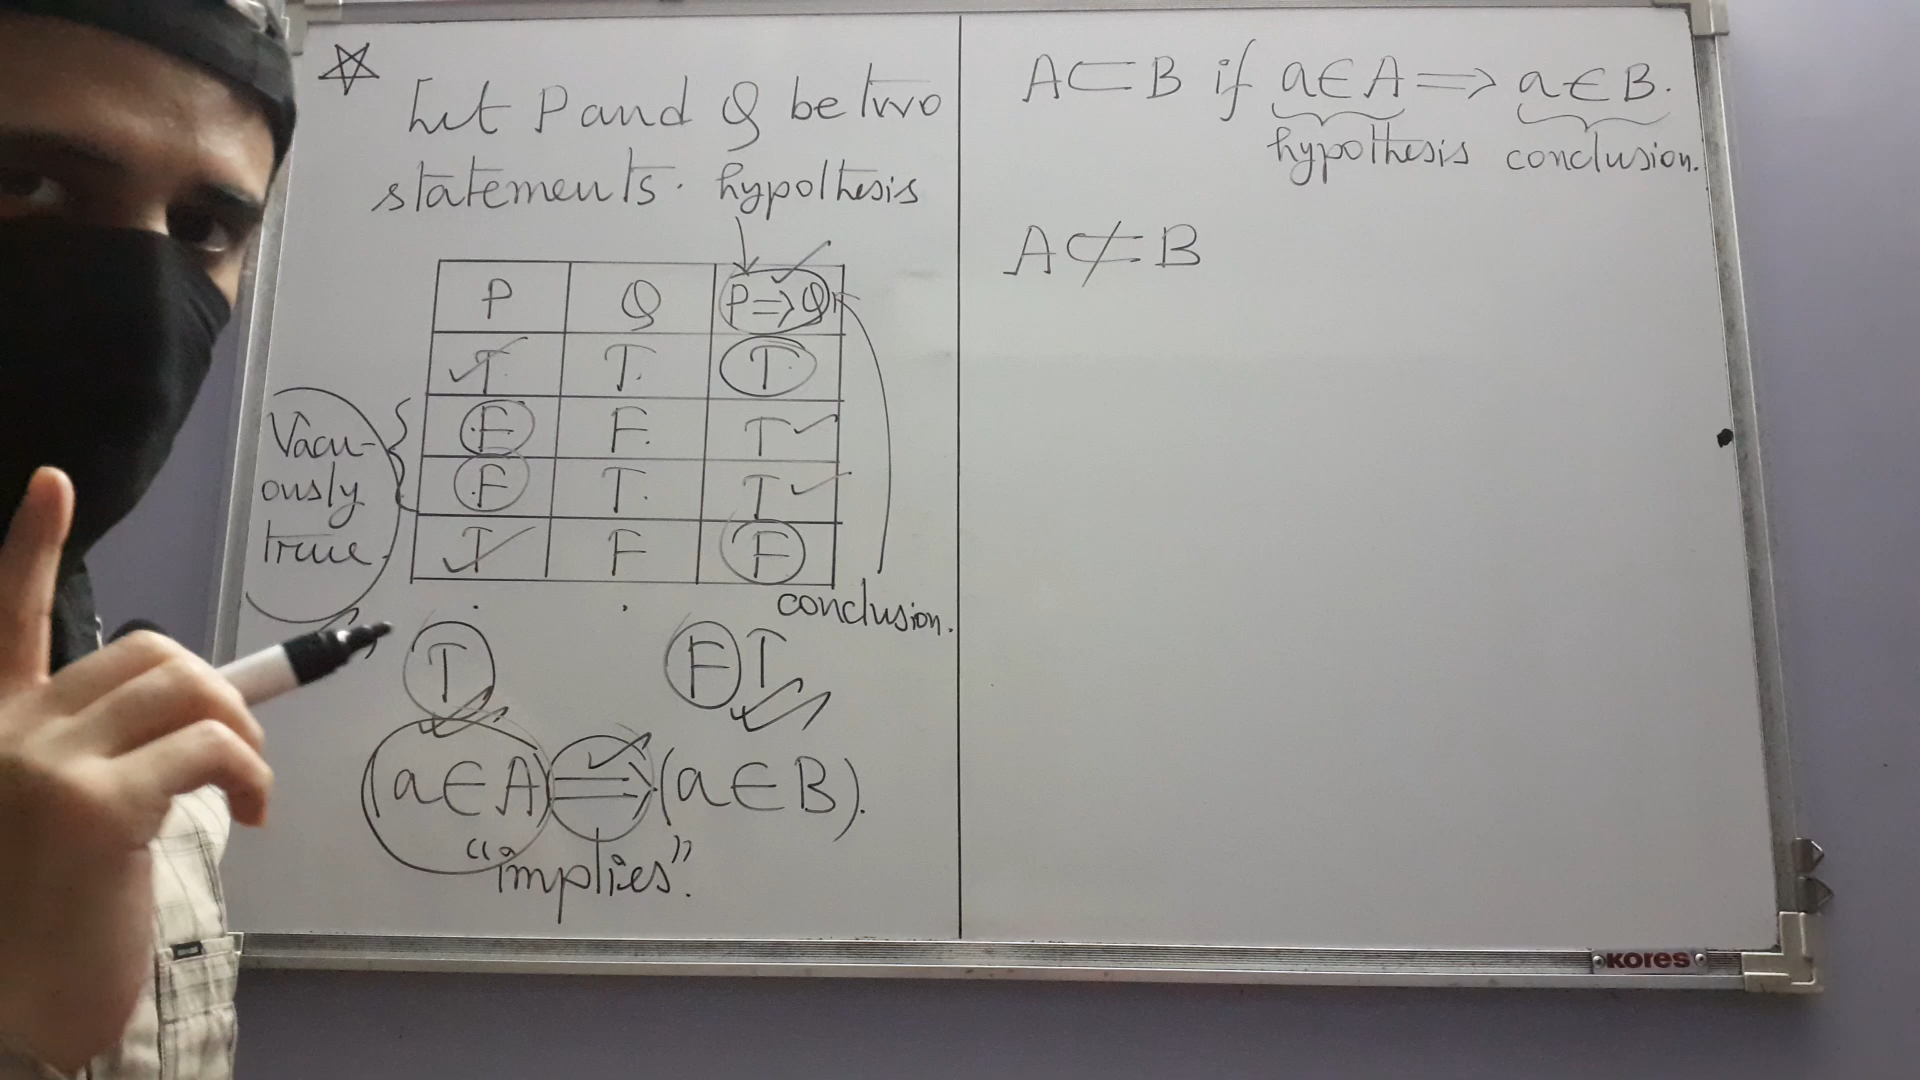 Let P and Q be two
statements. hypothesis
P Q P => Q
T T. T.
F F. T
F T. T
T F F
Vacu-
ously
true.
conclusion.
T F T
(a ∈ A) => (a ∈ B).
"implies".
A ⊂ B if a ∈ A => a ∈ B.
hypothesis conclusion.
A ⊄ B
KORES